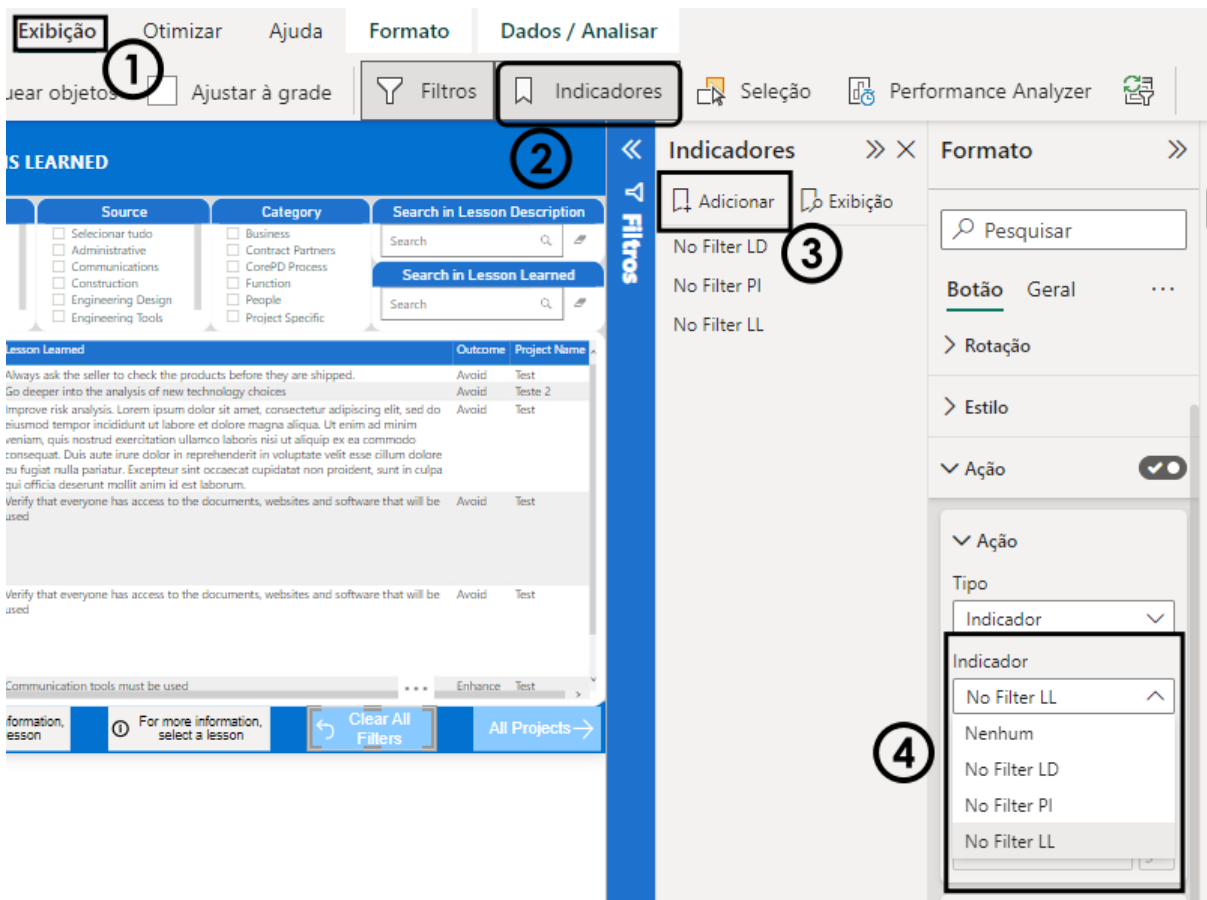 Exibição Otimizar Ajuda Formato Dados / Analisar
1
uear objetos Ajustar à grade Filtros Indicadores Seleção Performance Analyzer
2
S LEARNED
Source
Selecionar tudo
Administrative
Communications
Construction
Engineering Design
Engineering Tools
Category
Business
Contract Partners
CorePD Process
Function
People
Project Specific
Search in Lesson Description
Search
Search in Lesson Learned
Search
Lesson Learned Outcome Project Name
Always ask the seller to check the products before they are shipped. Avoid Test
Go deeper into the analysis of new technology choices Avoid Teste 2
Improve risk analysis. Lorem ipsum dolor sit amet, consectetur adipiscing elit, sed do Avoid Test
eiusmod tempor incididunt ut labore et dolore magna aliqua. Ut enim ad minim
veniam, quis nostrud exercitation ullamco laboris nisi ut aliquip ex ea commodo
consequat. Duis aute irure dolor in reprehenderit in voluptate velit esse cillum dolore
eu fugiat nulla pariatur. Excepteur sint occaecat cupidatat non proident, sunt in culpa
qui officia deserunt mollit anim id est laborum.
Verify that everyone has access to the documents, websites and software that will be Avoid Test
used
Verify that everyone has access to the documents, websites and software that will be Avoid Test
used
Communication tools must be used Enhance Test
formation,
esson
For more information,
select a lesson
Clear All
Filters
All Projects
Filtros
Indicadores
Adicionar Exibição
3
No Filter LD
No Filter PI
No Filter LL
Formato
Pesquisar
Botão Geral ...
Rotação
Estilo
Ação
Ação
Tipo
Indicador
4
Indicador
No Filter LL
Nenhum
No Filter LD
No Filter PI
No Filter LL